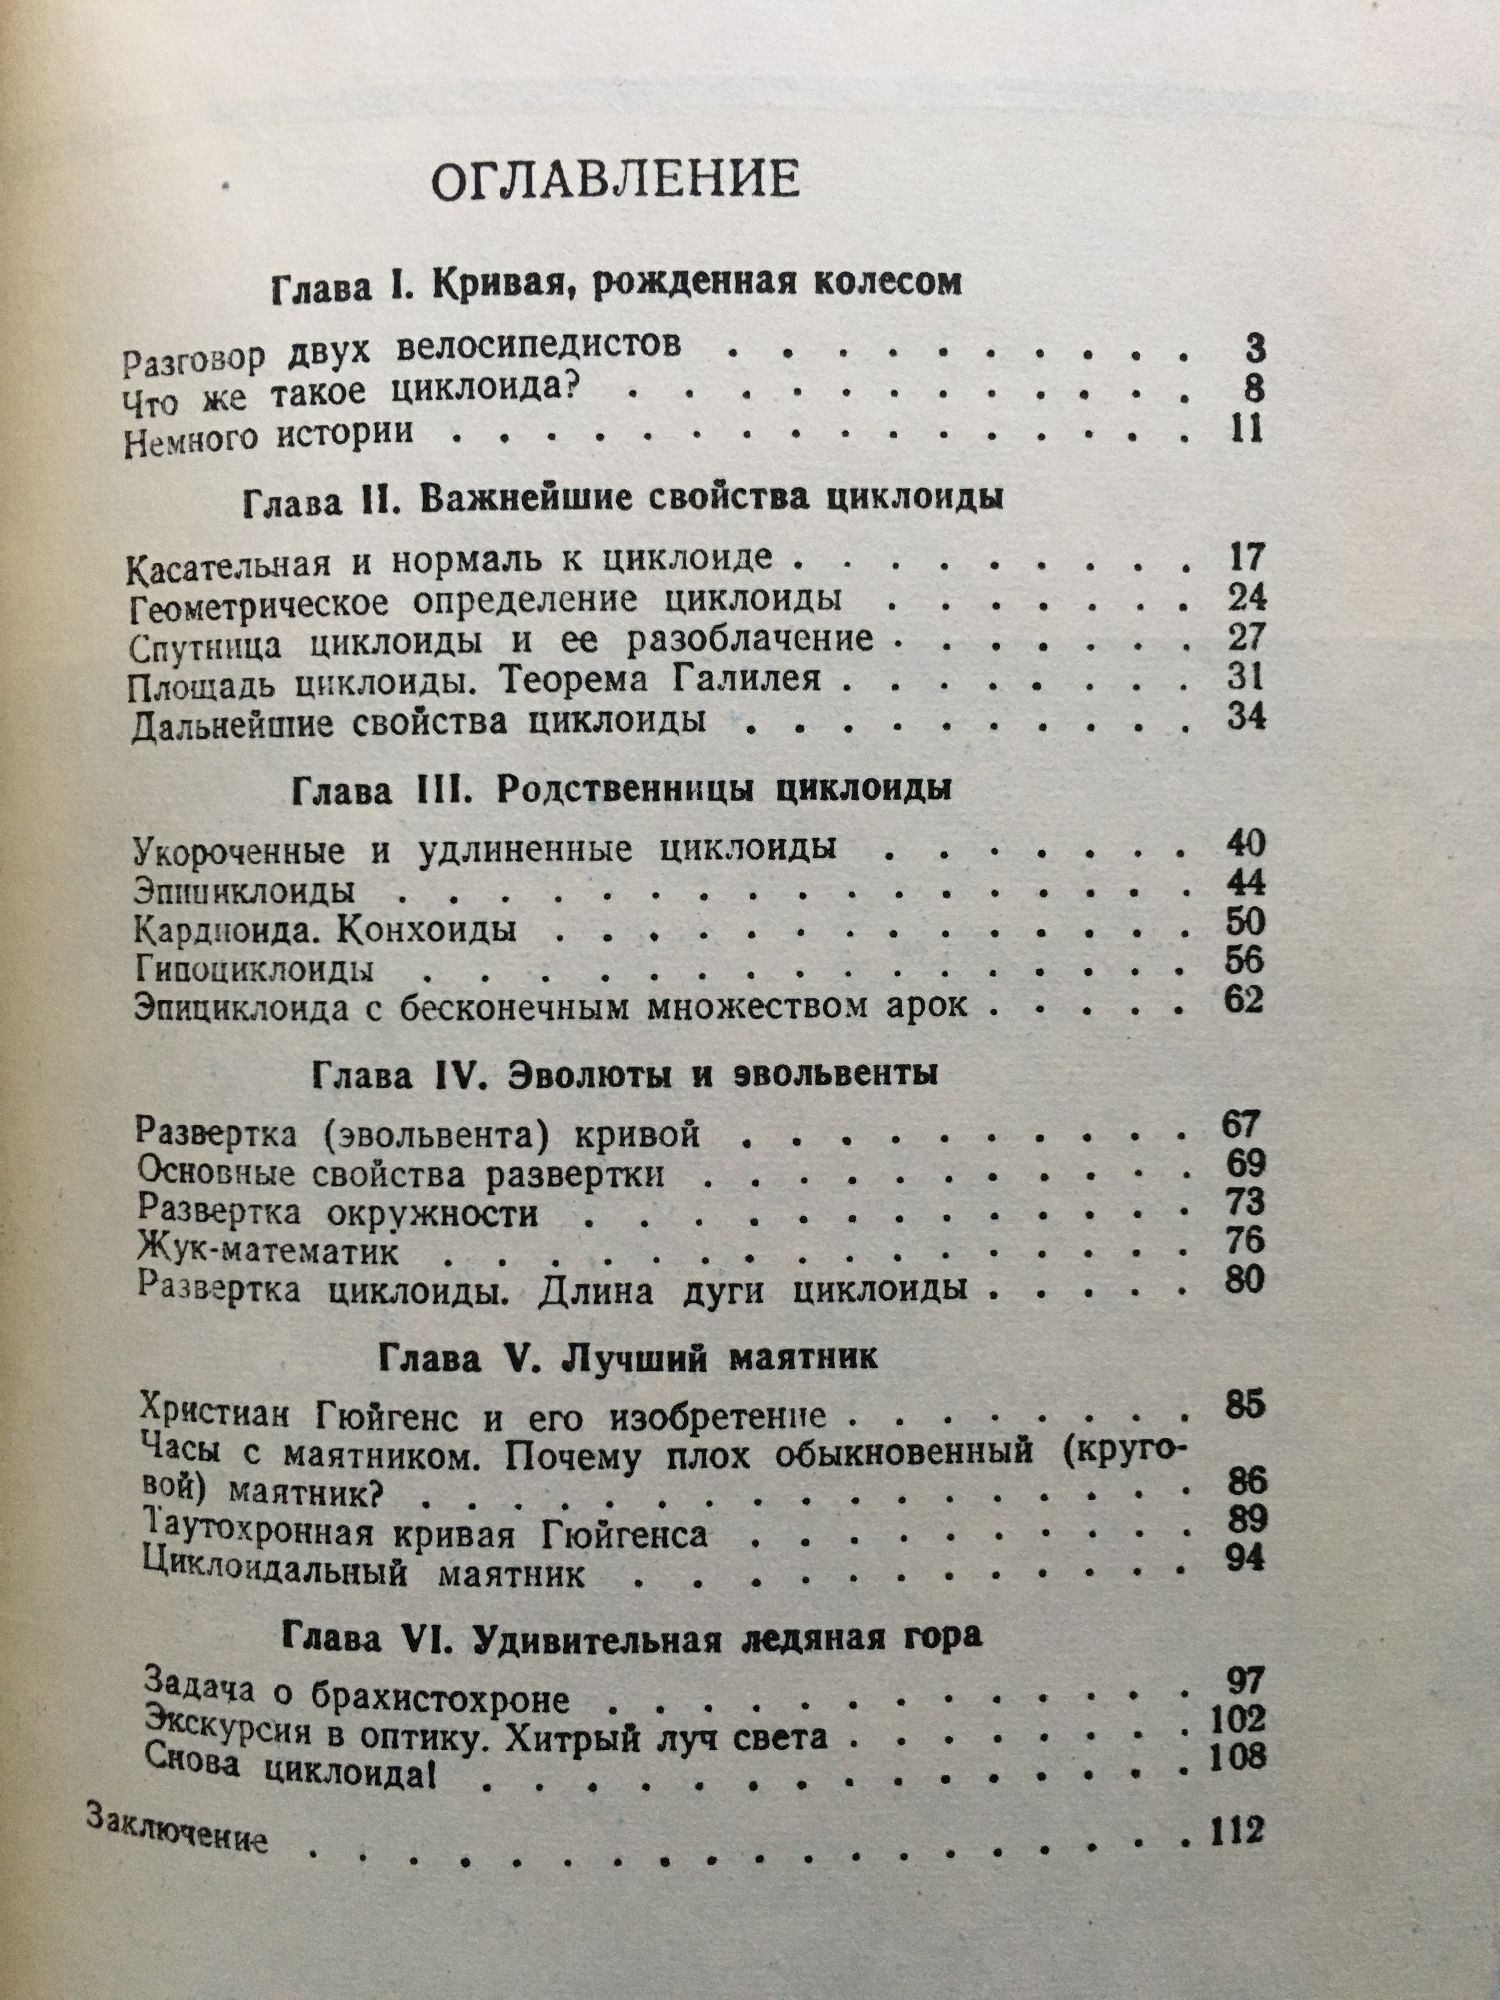 ОГЛАВЛЕНИЕ
Глава I. Кривая, рожденная колесом
Разговор двух велосипедистов . . . . . . . . . . 3
Что же такое циклоида? . . . . . . . . . . . 8
Немного истории . . . . . . . . . . . . . . . . 11
Глава II. Важнейшие свойства циклоиды
Касательная и нормаль к циклоиде . . . . . . . . . 17
Геометрическое определение циклоиды . . . . . . . 24
Спутница циклоиды и ее разоблачение . . . . . . . 27
Площадь циклоиды. Теорема Галилея . . . . . . . . 31
Дальнейшие свойства циклоиды . . . . . . . . . . 34
Глава III. Родственницы циклоиды
Укороченные и удлиненные циклоиды . . . . . . . 40
Эпициклоиды . . . . . . . . . . . . . . . . . 44
Кардиоида. Конхоиды . . . . . . . . . . . . . . 50
Гипоциклоиды . . . . . . . . . . . . . . . . 56
Эпициклоида с бесконечным множеством арок . . . . . 62
Глава IV. Эволюты и эвольвенты
Развертка (эвольвента) кривой . . . . . . . . . . 67
Основные свойства развертки . . . . . . . . . . . 69
Развертка окружности . . . . . . . . . . . . . 73
Жук-математик . . . . . . . . . . . . . . . . 76
Развертка циклоиды. Длина дуги циклоиды . . . . . 80
Глава V. Лучший маятник
Христиан Гюйгенс и его изобретение . . . . . . . . 85
Часы с маятником. Почему плох обыкновенный (круго-
вой) маятник? . . . . . . . . . . . . . . . . 86
Таутохронная кривая Гюйгенса . . . . . . . . . . 89
Циклоидальный маятник . . . . . . . . . . . . 94
Глава VI. Удивительная ледяная гора
Задача о брахистохроне . . . . . . . . . . . . . 97
Экскурсия в оптику. Хитрый луч света . . . . . . . . 102
Снова циклоида! . . . . . . . . . . . . . . . 108
Заключение . . . . . . . . . . . . . . . . . . 112